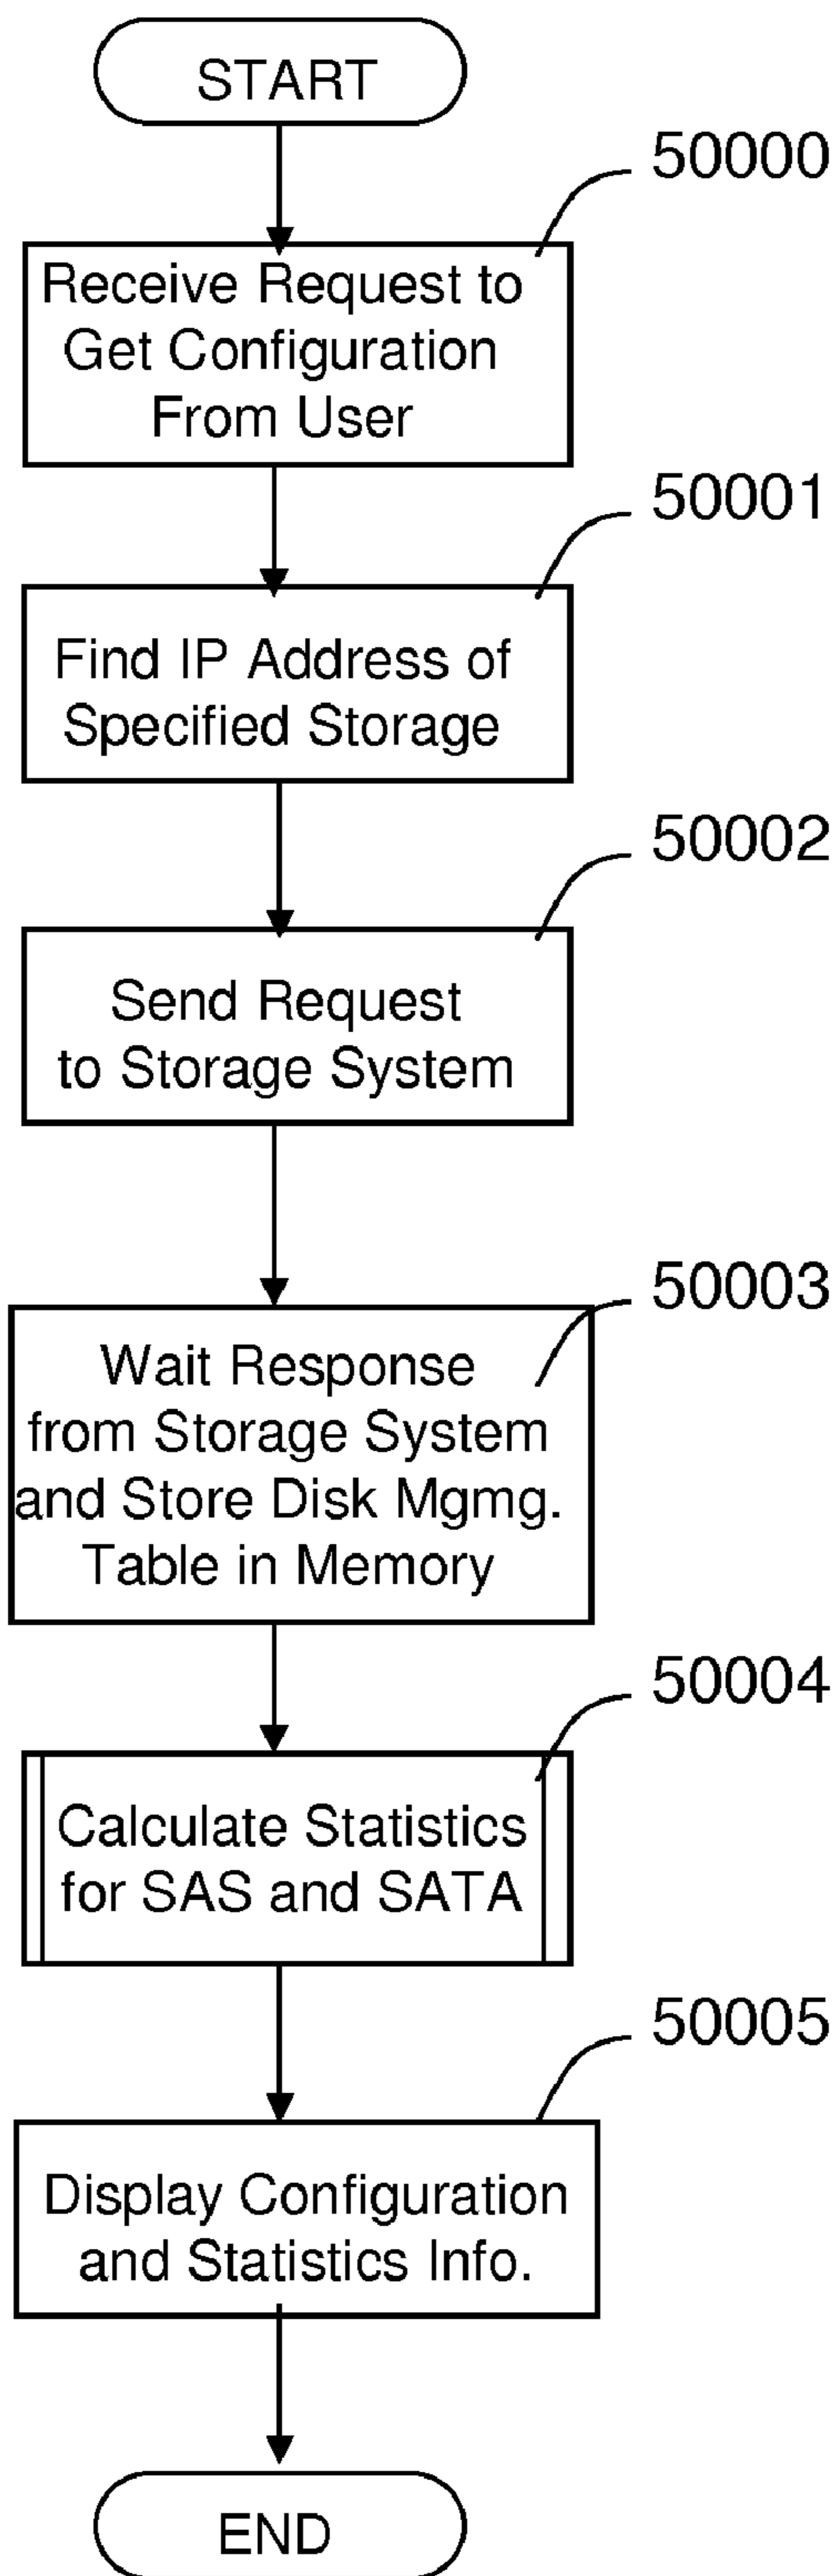 START
50000
Receive Request to
Get Configuration
From User
50001
Find IP Address of
Specified Storage
50002
Send Request
to Storage System
50003
Wait Response
from Storage System
and Store Disk Mgmg.
Table in Memory
50004
Calculate Statistics
for SAS and SATA
50005
Display Configuration
and Statistics Info.
END